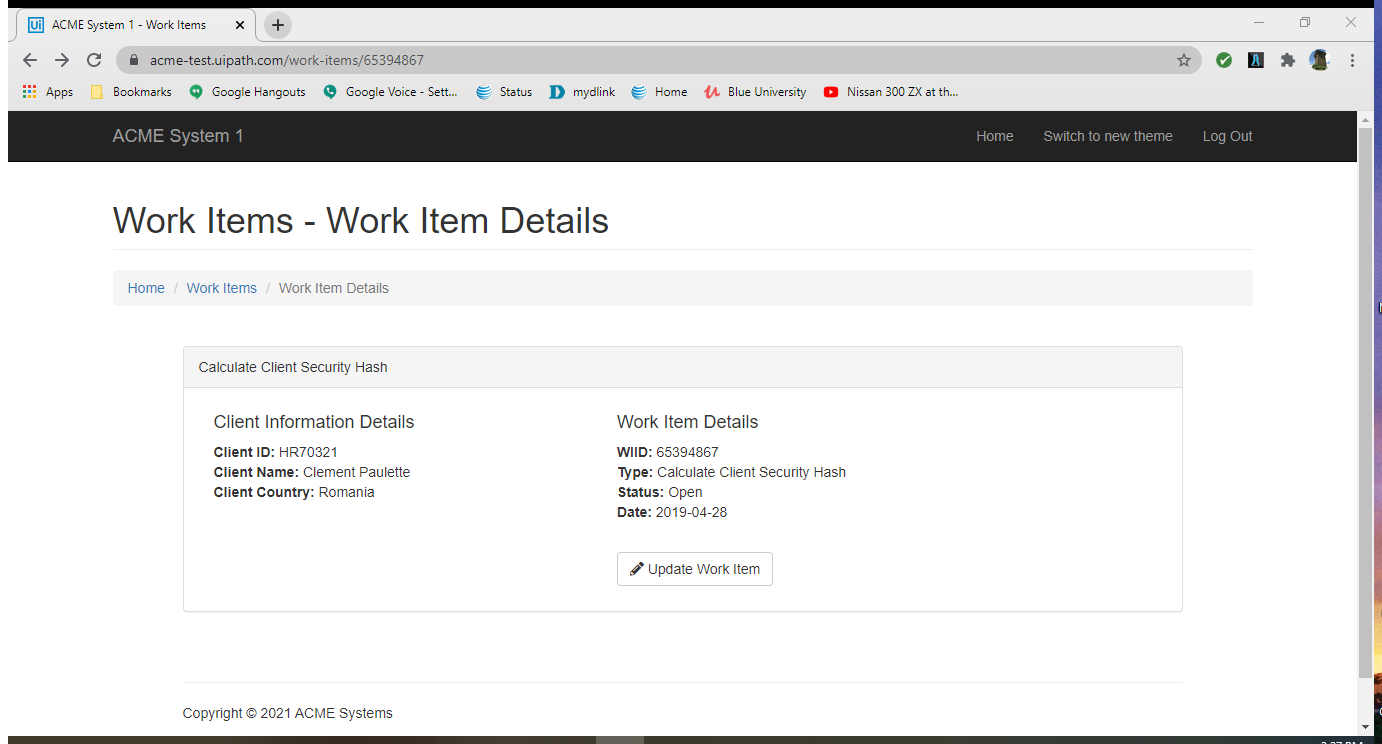 Ui ACME System 1 - Work Items
acme-test.uipath.com/work-items/65394867
Apps Bookmarks Google Hangouts Google Voice - Sett... Status mydlink Home Blue University Nissan 300 ZX at th...
ACME System 1 Home Switch to new theme Log Out
Work Items - Work Item Details
Home / Work Items / Work Item Details
Calculate Client Security Hash
Client Information Details
Client ID: HR70321
Client Name: Clement Paulette
Client Country: Romania
Work Item Details
WIID: 65394867
Type: Calculate Client Security Hash
Status: Open
Date: 2019-04-28
Update Work Item
Copyright © 2021 ACME Systems